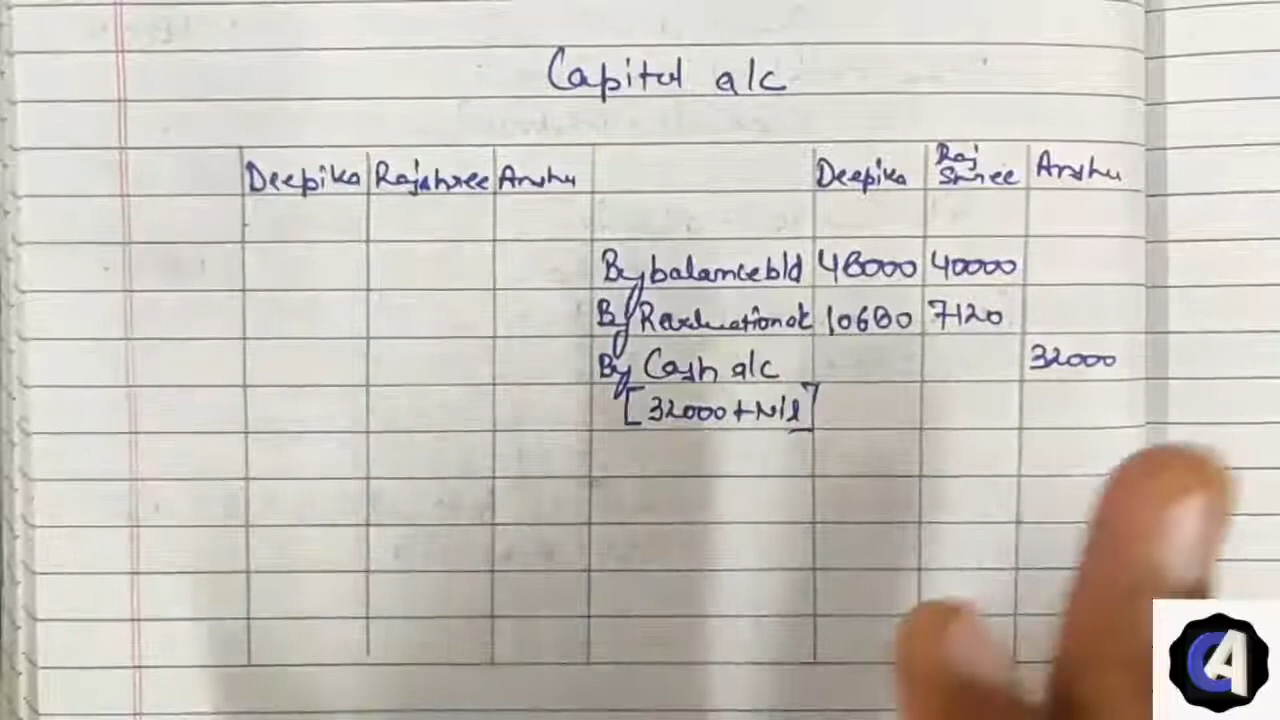 Capital a/c
Deepika Rajshree Anshu Deepika Raj Shree Anshu
By balance b/d 48000 40000
By Revaluation a/c 10680 7120
By Cash a/c 32000
[32000 + Nil]
CA